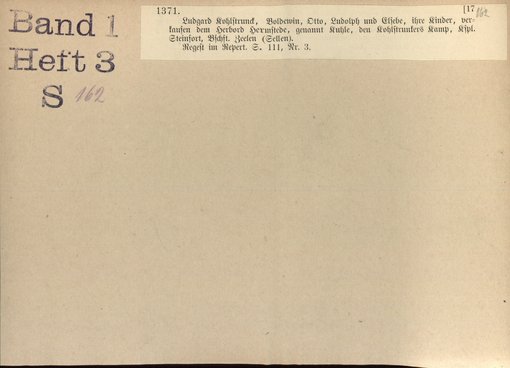 Band 1
Heft 3
S 162
1371. [17
162
Ludgard Kohlstrunck, Boldewin, Otto, Ludolph und Elsebe, ihre Kinder, ver-
kaufen dem Herbord Hermstede, genannt Kuhle, den Kohlstrunkers Kamp, Kspl.
Steinfort, Bschft. Zeelen (Sellen).
Regest im Repert. S. 111, Nr. 3.